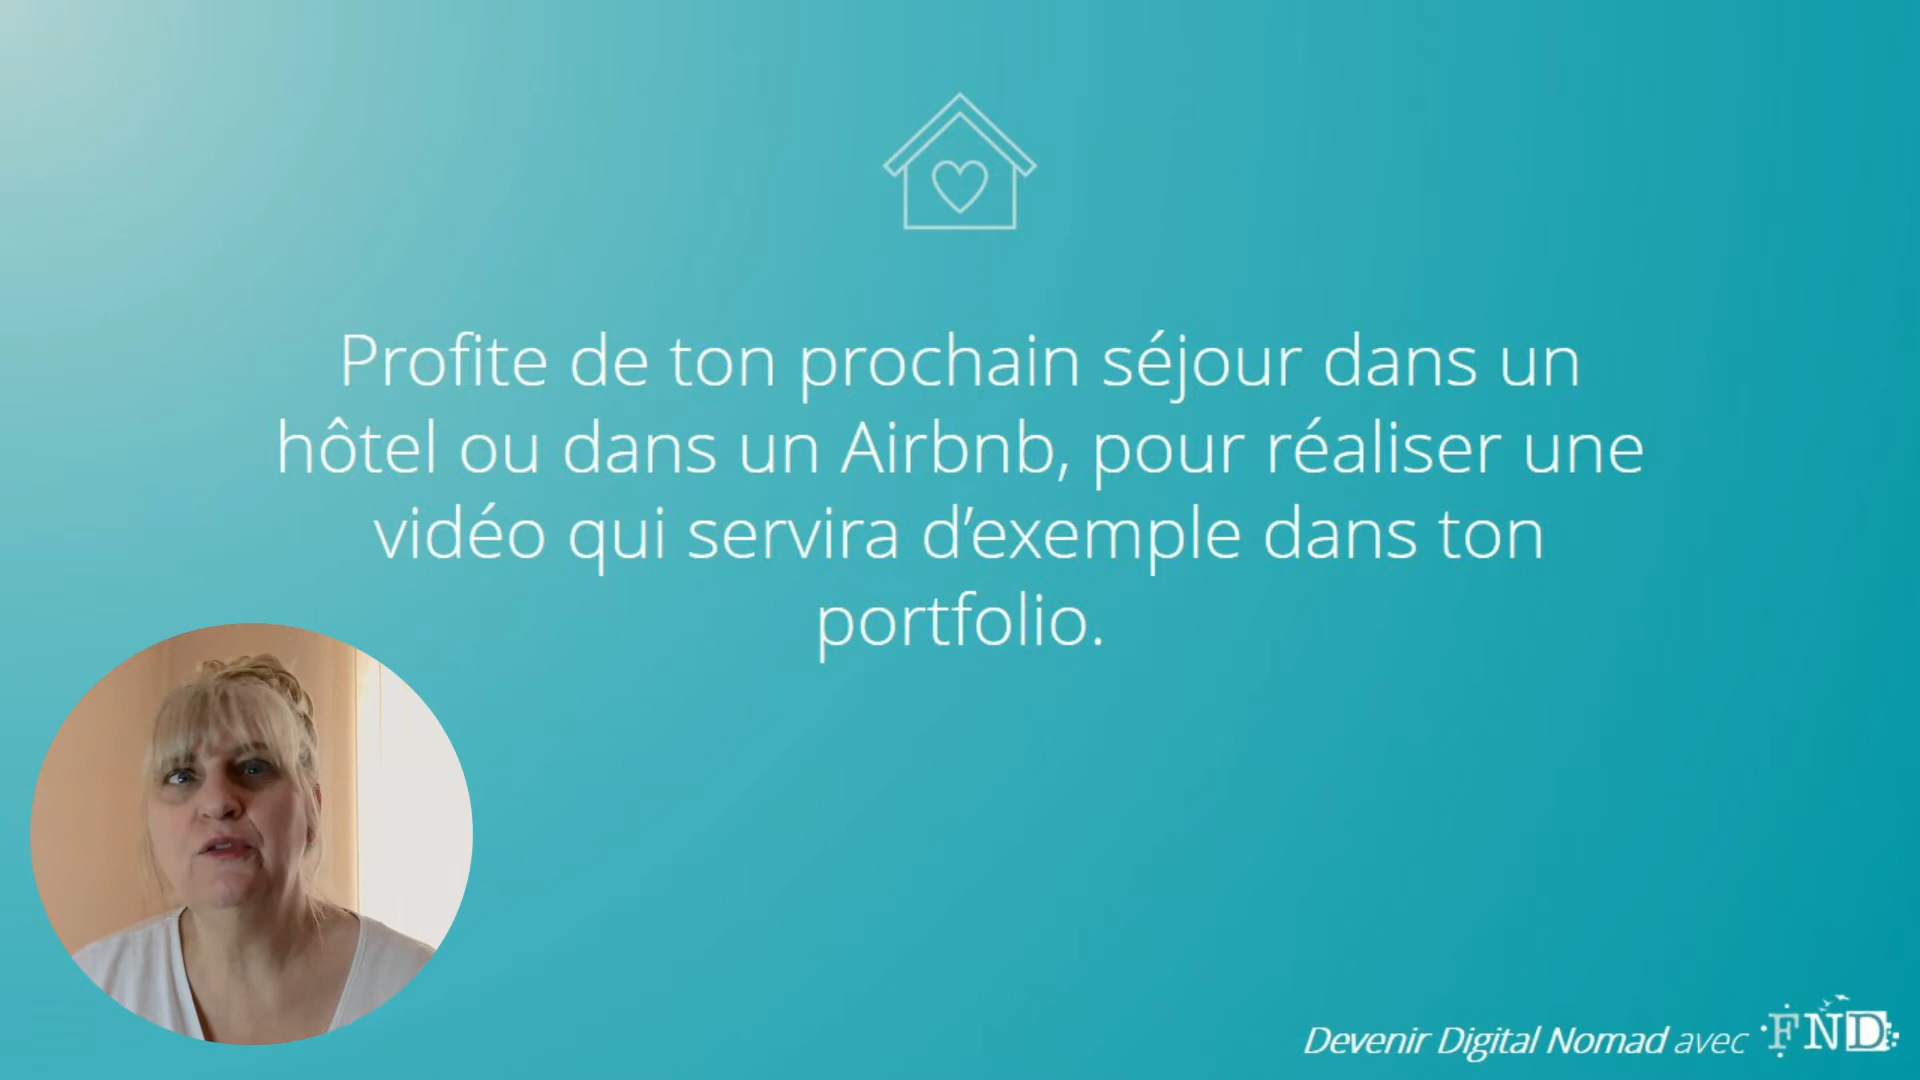 Profite de ton prochain séjour dans un
hôtel ou dans un Airbnb, pour réaliser une
vidéo qui servira d’exemple dans ton
portfolio.
Devenir Digital Nomad avec FND